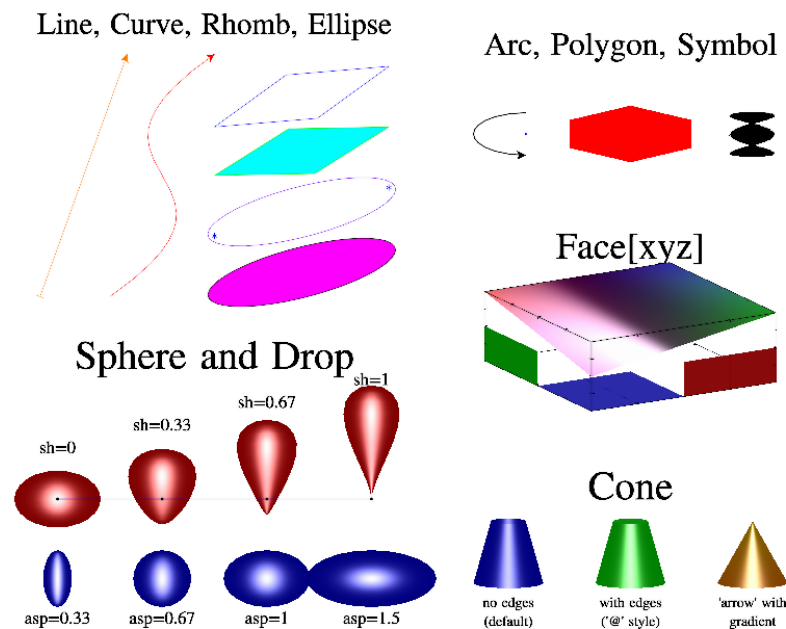 Line, Curve, Rhomb, Ellipse
Arc, Polygon, Symbol
Face[xyz]
Sphere and Drop
sh=0
sh=0.33
sh=0.67
sh=1
asp=0.33
asp=0.67
asp=1
asp=1.5
Cone
no edges
(default)
with edges
('@' style)
'arrow' with
gradient